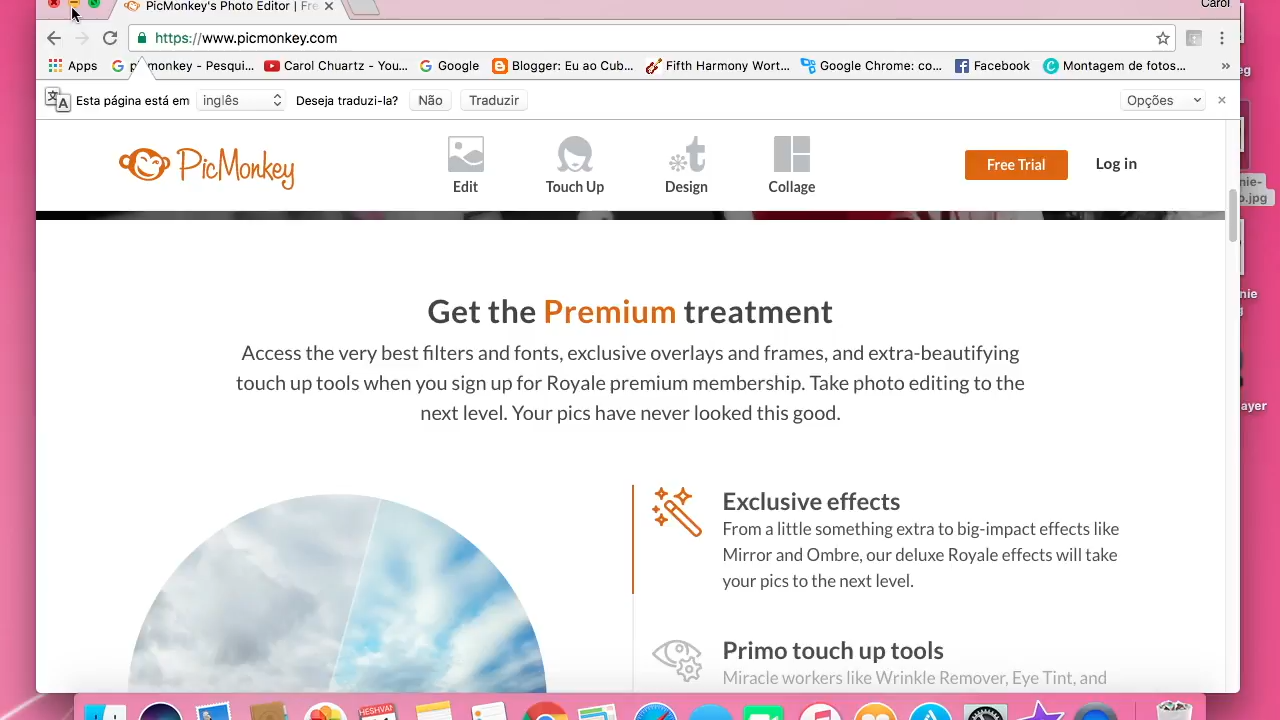 PicMonkey's Photo Editor | Fre
Carol
https://www.picmonkey.com
Apps
picmonkey - Pesqui...
Carol Chuartz - You...
Google
Blogger: Eu ao Cub...
Fifth Harmony Wort...
Google Chrome: co...
Facebook
Montagem de fotos...
»
Esta página está em
inglês
Deseja traduzi-la?
Não
Traduzir
Opções
PicMonkey
Edit
Touch Up
Design
Collage
Free Trial
Log in
Get the Premium treatment
Access the very best filters and fonts, exclusive overlays and frames, and extra-beautifying
touch up tools when you sign up for Royale premium membership. Take photo editing to the
next level. Your pics have never looked this good.
Exclusive effects
From a little something extra to big-impact effects like
Mirror and Ombre, our deluxe Royale effects will take
your pics to the next level.
Primo touch up tools
Miracle workers like Wrinkle Remover, Eye Tint, and
HESHVAN